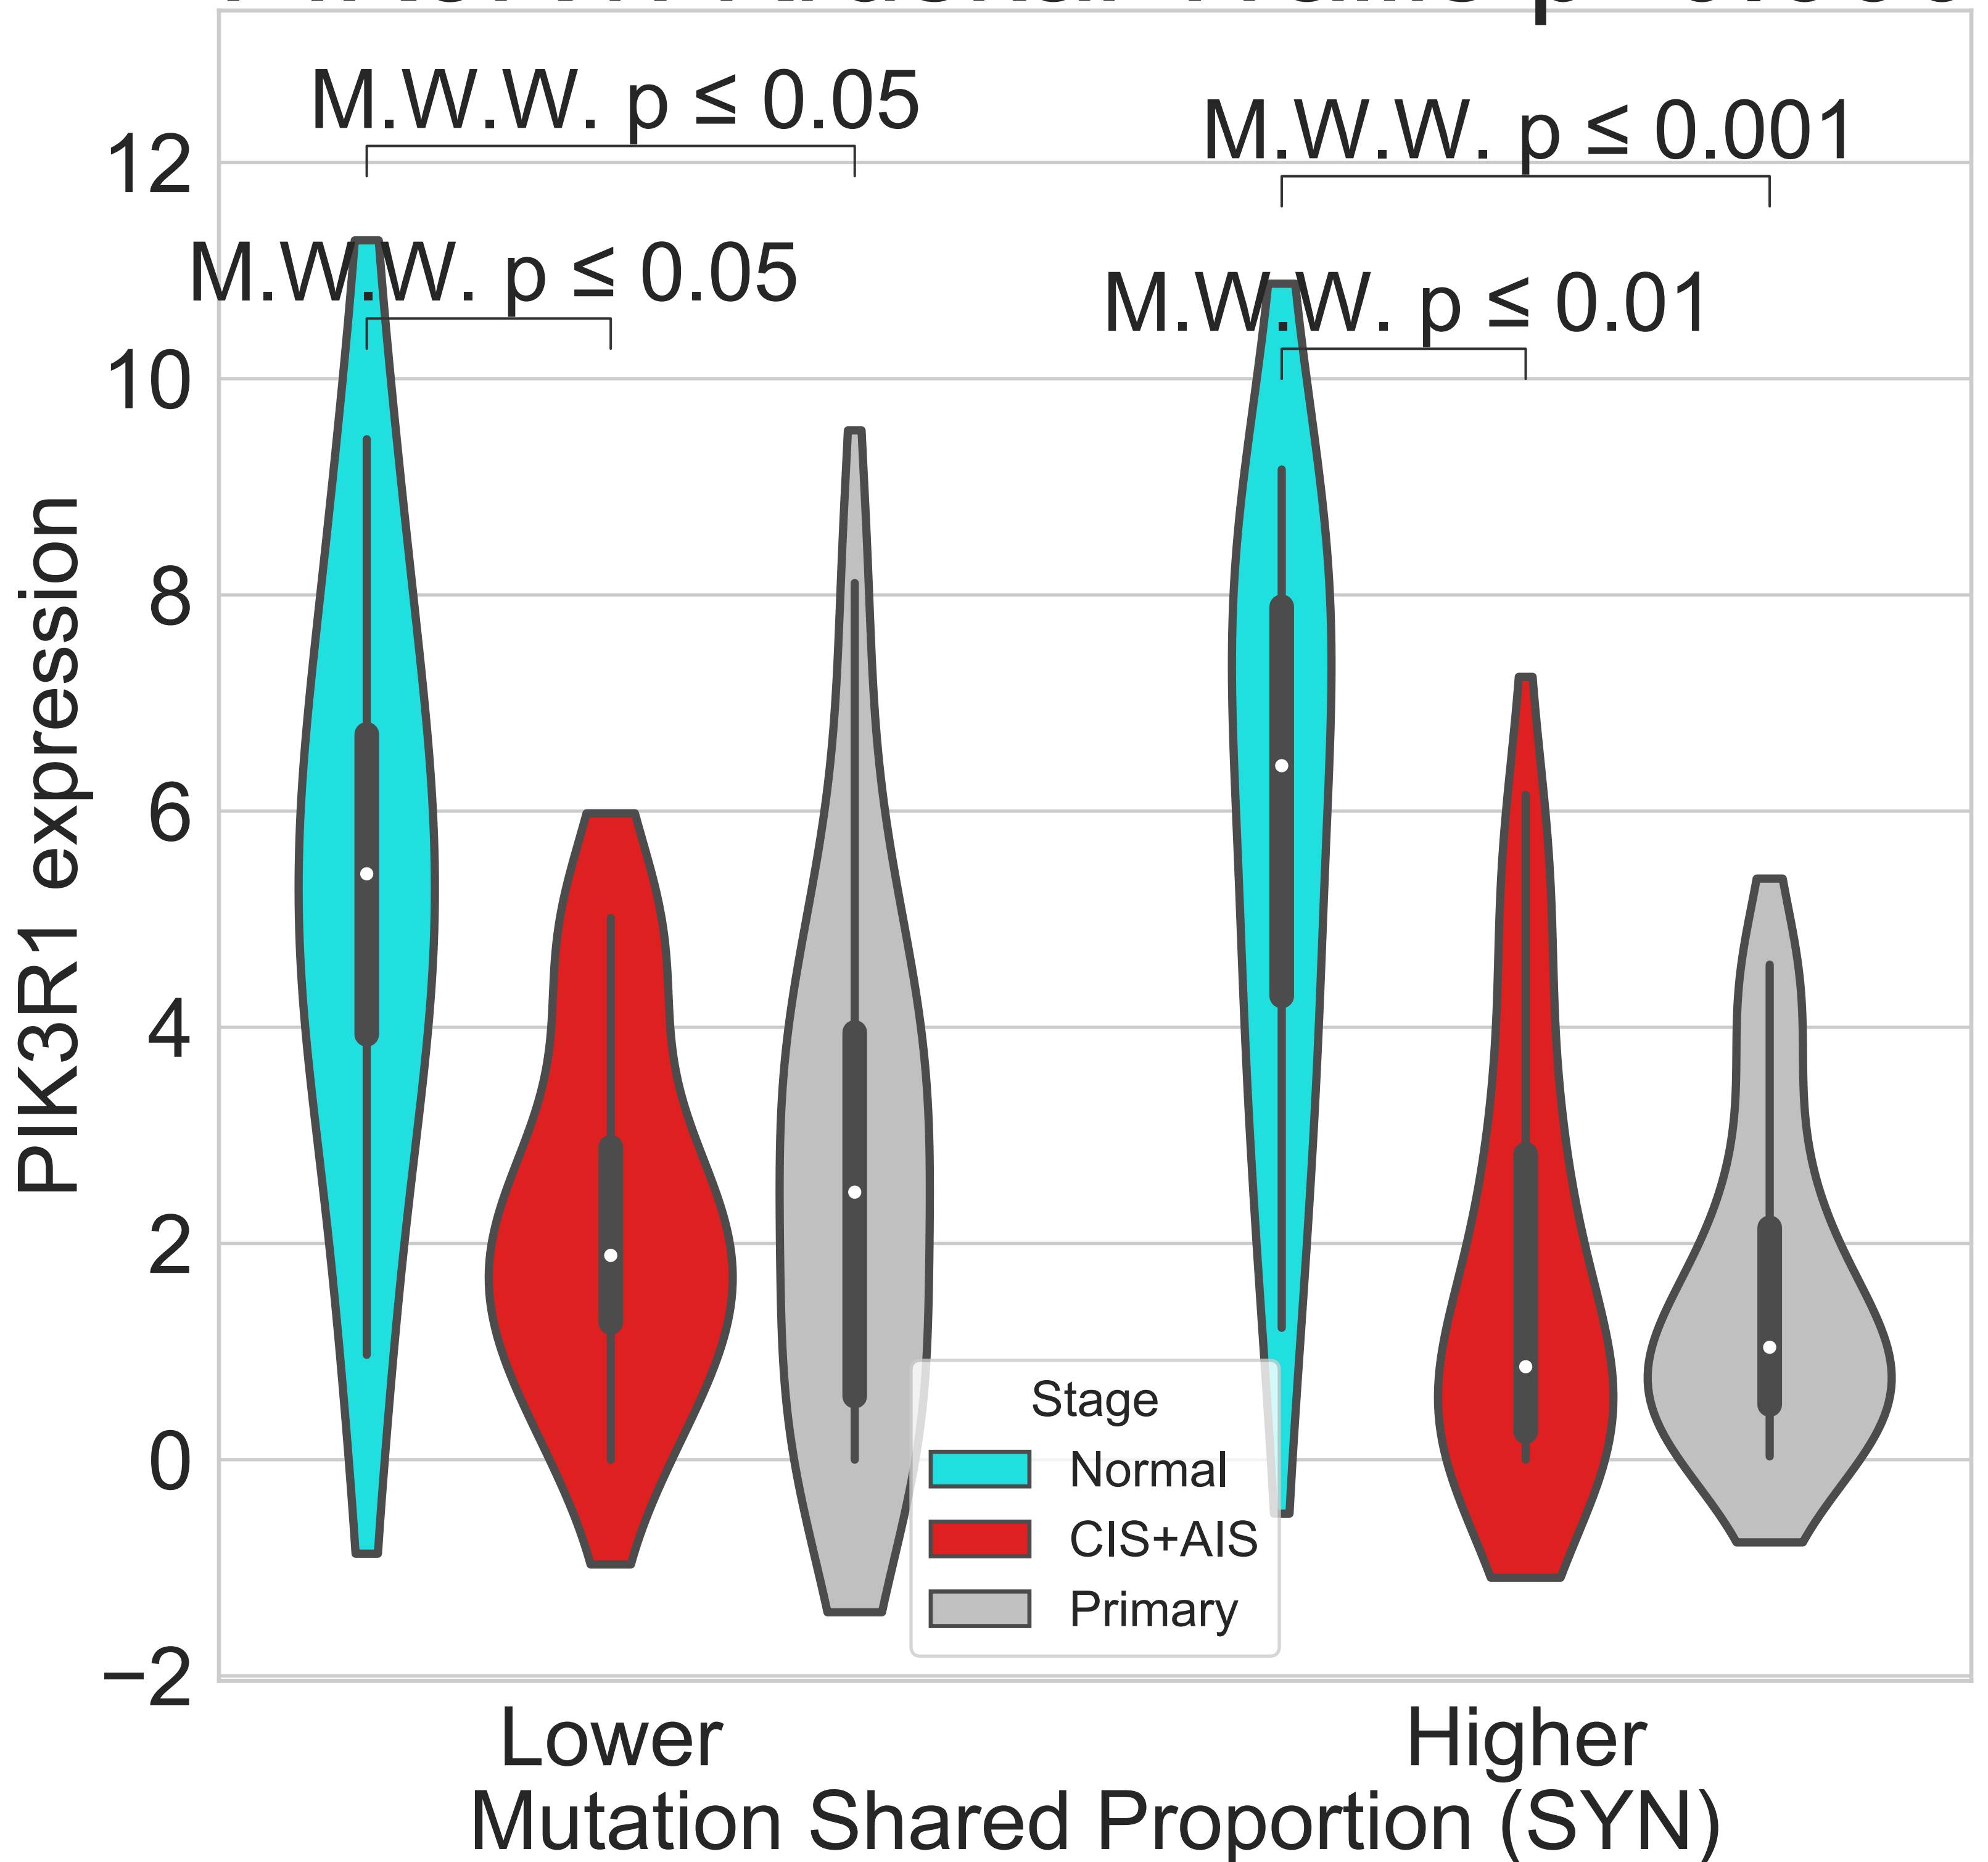 M.W.W. p ≤ 0.05
M.W.W. p ≤ 0.001
M.W.W. p ≤ 0.05
M.W.W. p ≤ 0.01
12
10
8
6
4
2
0
−2
PIK3R1 expression
Stage
Normal
CIS+AIS
Primary
Lower
Higher
Mutation Shared Proportion (SYN)